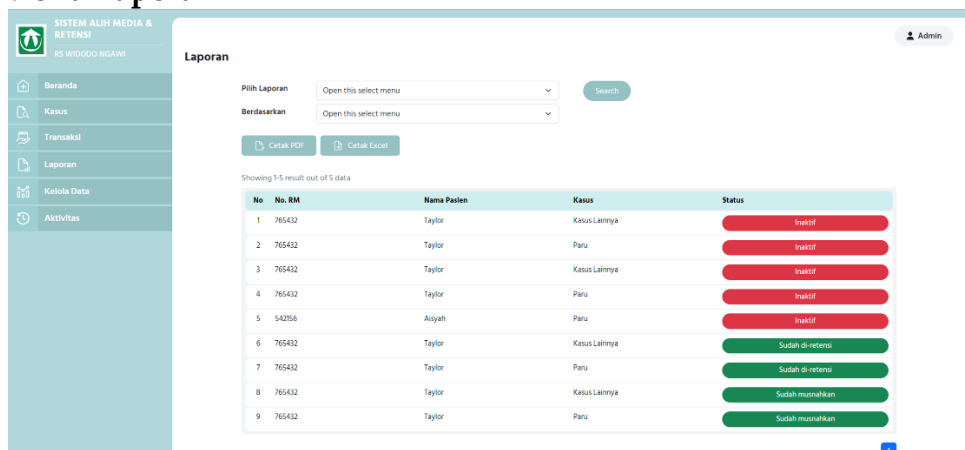 SISTEM ALIH MEDIA &
RETENSI
RS WIDODO NGAWI
Admin
Laporan
Beranda
Kasus
Transaksi
Laporan
Kelola Data
Aktivitas
Pilih Laporan Open this select menu Search
Berdasarkan Open this select menu
Cetak PDF Cetak Excel
Showing 1-5 result out of 5 data
No No. RM Nama Pasien Kasus Status
1 765432 Taylor Kasus Lainnya Inaktif
2 765432 Taylor Paru Inaktif
3 765432 Taylor Kasus Lainnya Inaktif
4 765432 Taylor Paru Inaktif
5 542156 Aisyah Paru Inaktif
6 765432 Taylor Kasus Lainnya Sudah di-retensi
7 765432 Taylor Paru Sudah di-retensi
8 765432 Taylor Kasus Lainnya Sudah musnahkan
9 765432 Taylor Paru Sudah musnahkan